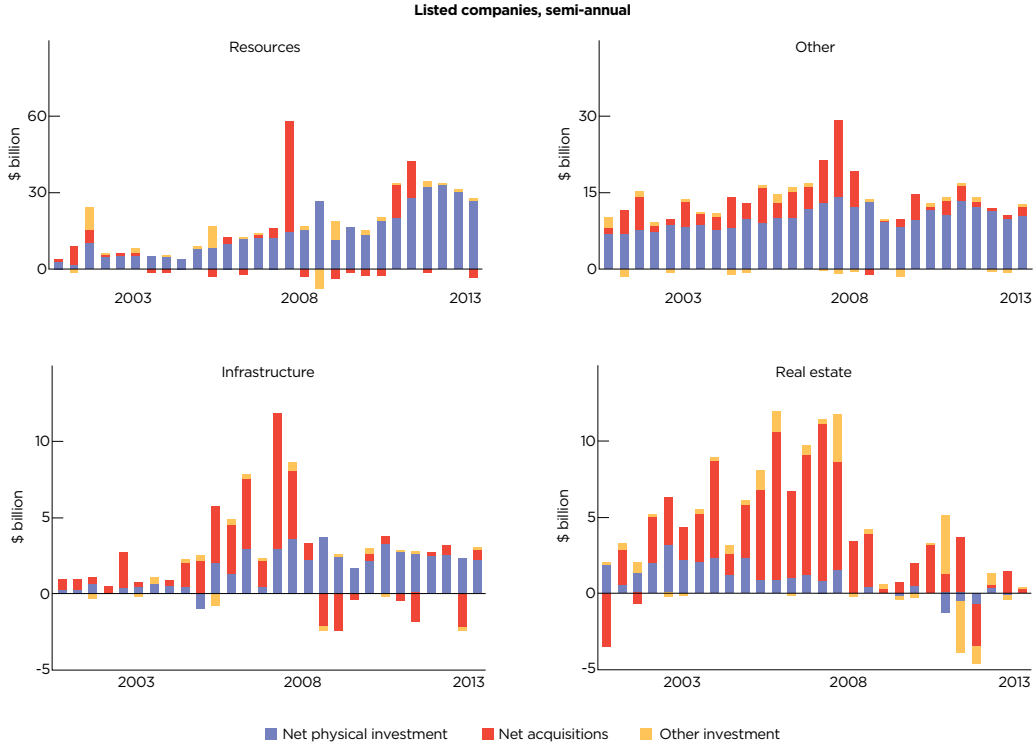 Listed companies, semi-annual
Resources
Other
$ billion
60
30
0
2003
2008
2013
$ billion
30
15
0
2003
2008
2013
Infrastructure
Real estate
$ billion
10
5
0
-5
2003
2008
2013
$ billion
10
5
0
-5
2003
2008
2013
Net physical investment
Net acquisitions
Other investment